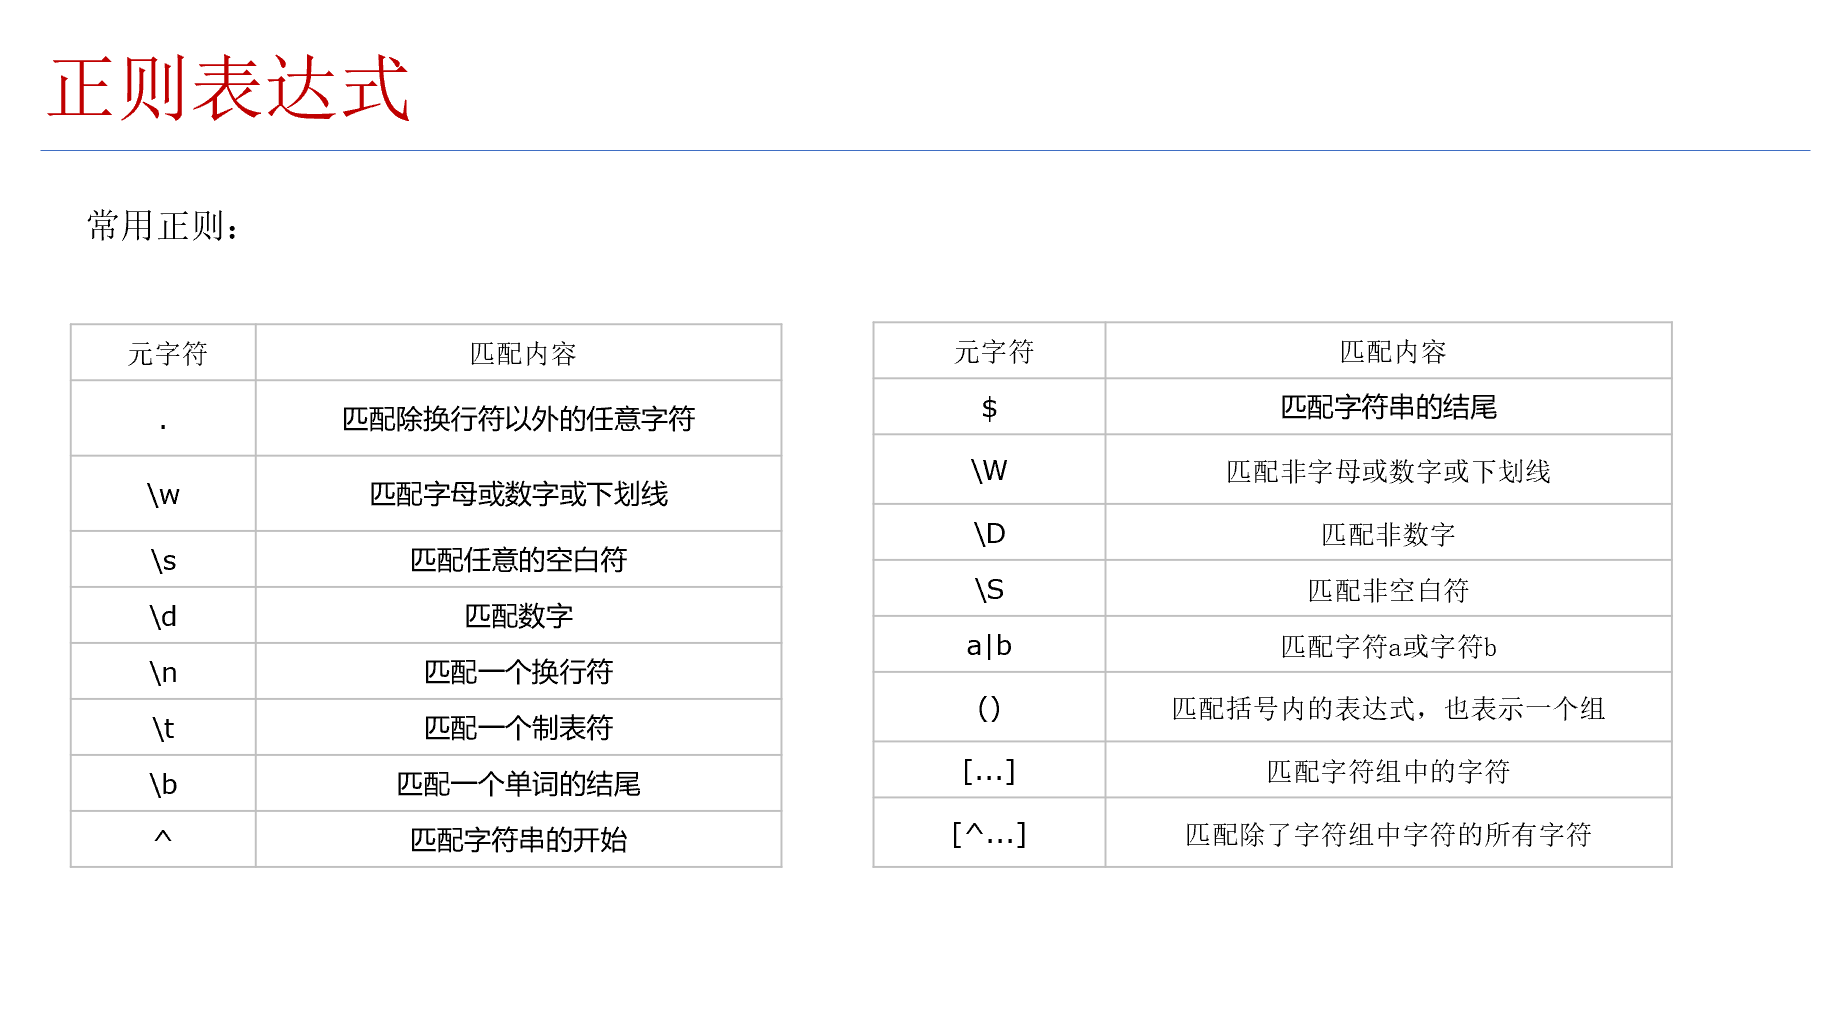 正则表达式
常用正则：
元字符 匹配内容
. 匹配除换行符以外的任意字符
\w 匹配字母或数字或下划线
\s 匹配任意的空白符
\d 匹配数字
\n 匹配一个换行符
\t 匹配一个制表符
\b 匹配一个单词的结尾
^ 匹配字符串的开始
元字符 匹配内容
$ 匹配字符串的结尾
\W 匹配非字母或数字或下划线
\D 匹配非数字
\S 匹配非空白符
a|b 匹配字符a或字符b
() 匹配括号内的表达式，也表示一个组
[...] 匹配字符组中的字符
[^...] 匹配除了字符组中字符的所有字符